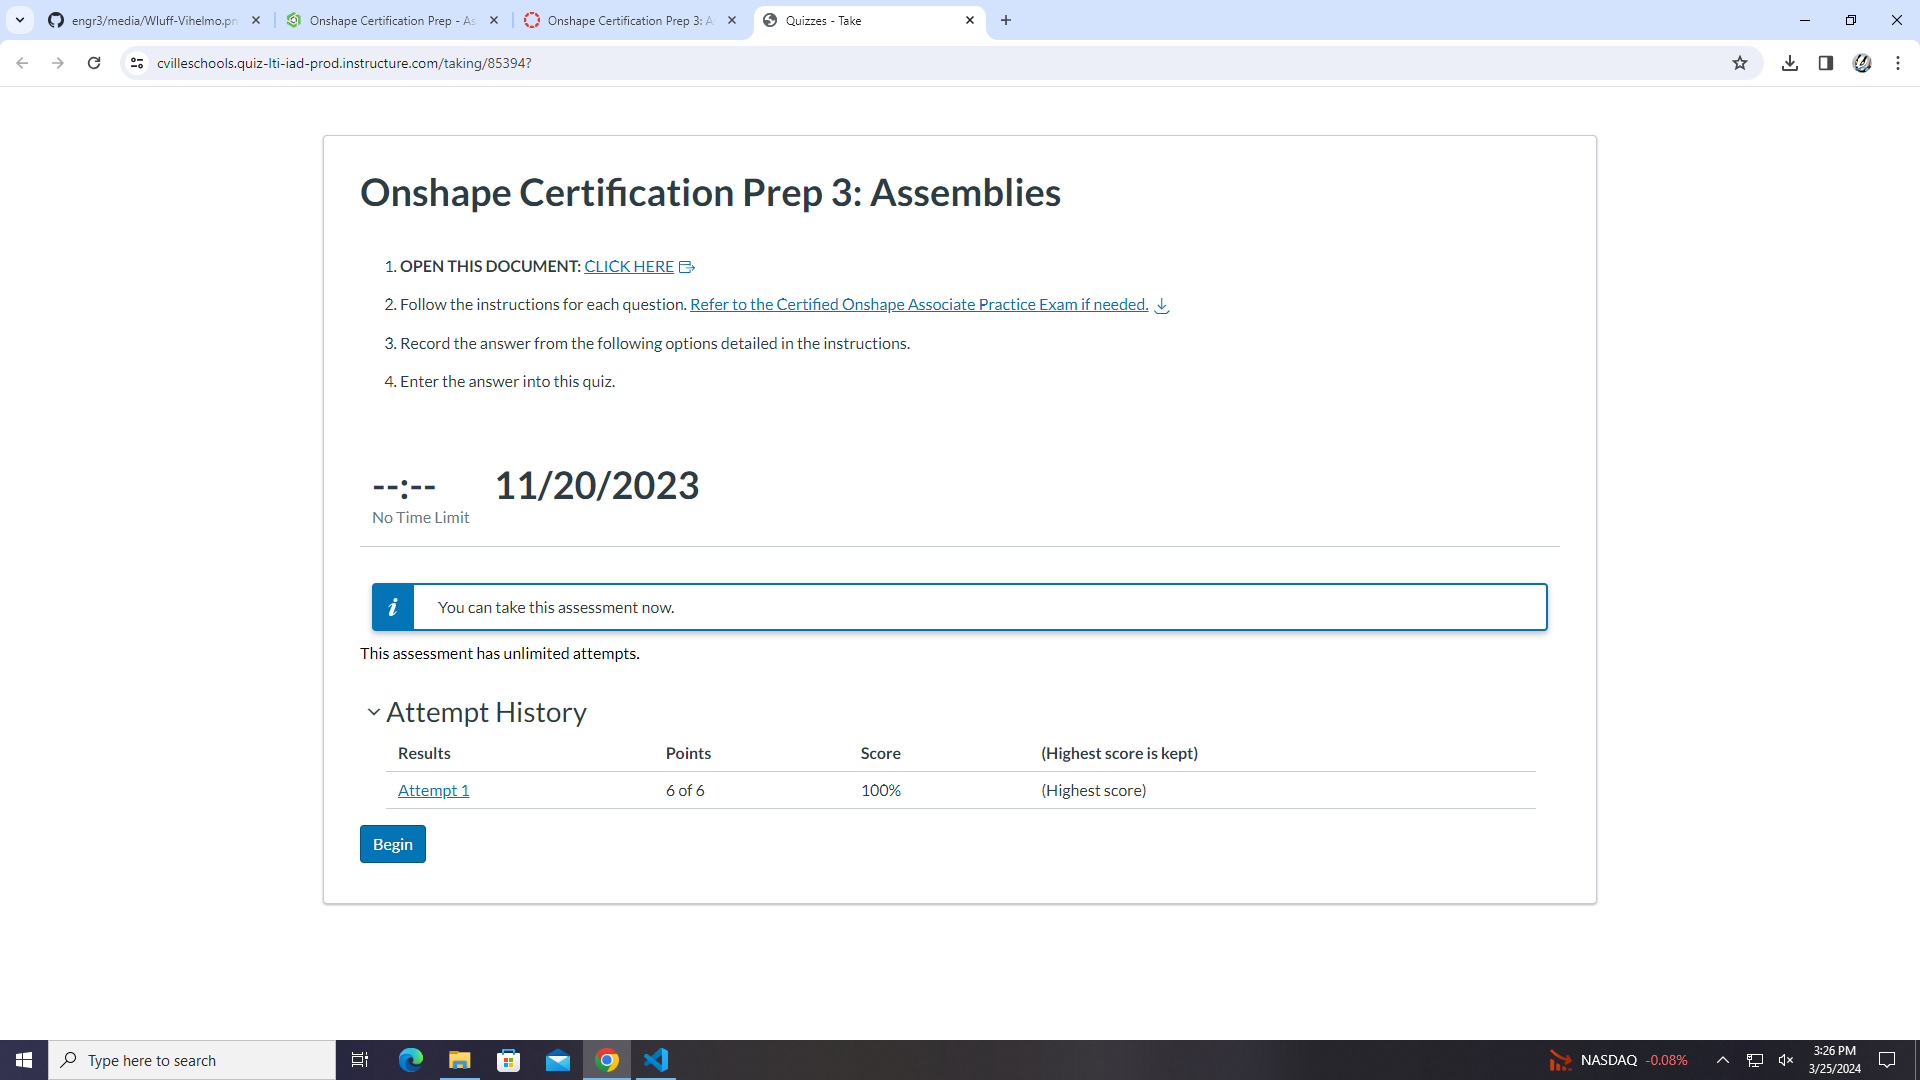 engr3/media/Wluff-Vihelmo.pn
Onshape Certification Prep - As
Onshape Certification Prep 3: A
Quizzes - Take
cvilleschools.quiz-lti-iad-prod.instructure.com/taking/85394?
Onshape Certification Prep 3: Assemblies
1. OPEN THIS DOCUMENT: CLICK HERE
2. Follow the instructions for each question. Refer to the Certified Onshape Associate Practice Exam if needed.
3. Record the answer from the following options detailed in the instructions.
4. Enter the answer into this quiz.
--:-- 11/20/2023
No Time Limit
i You can take this assessment now.
This assessment has unlimited attempts.
Attempt History
Results Points Score (Highest score is kept)
Attempt 1 6 of 6 100% (Highest score)
Begin
Type here to search
NASDAQ -0.08%
3:26 PM
3/25/2024